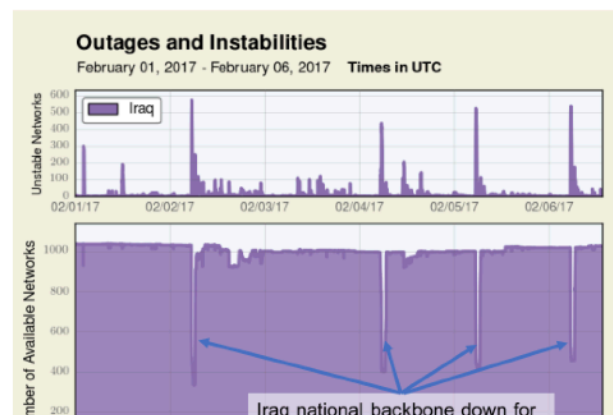 Outages and Instabilities
February 01, 2017 - February 06, 2017 Times in UTC
Unstable Networks
600
500
400
300
200
100
0
Iraq
02/01/17 02/02/17 02/03/17 02/04/17 02/05/17 02/06/17
of Available Networks
1000
800
600
400
200
Iraq national backbone down for